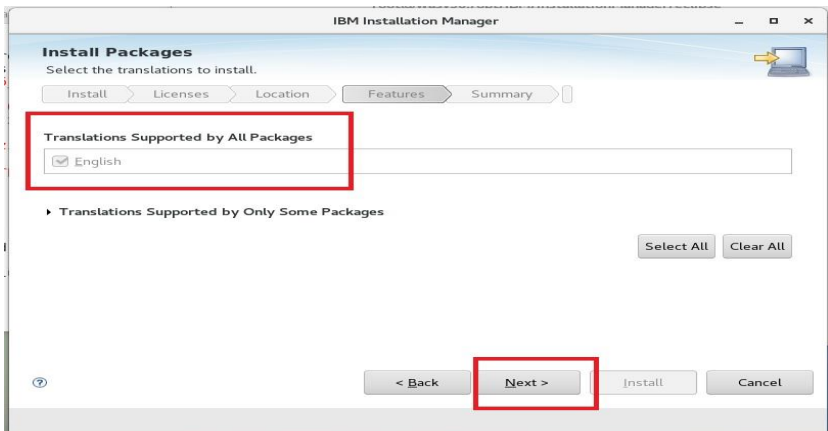 IBM Installation Manager
Install Packages
Select the translations to install.
Install Licenses Location Features Summary
Translations Supported by All Packages
English
Translations Supported by Only Some Packages
Select All Clear All
< Back Next > Install Cancel